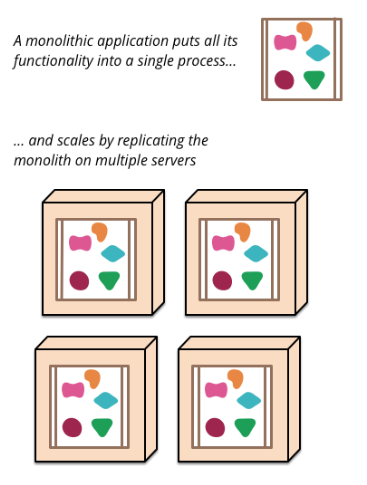 A monolithic application puts all its
functionality into a single process...
... and scales by replicating the
monolith on multiple servers